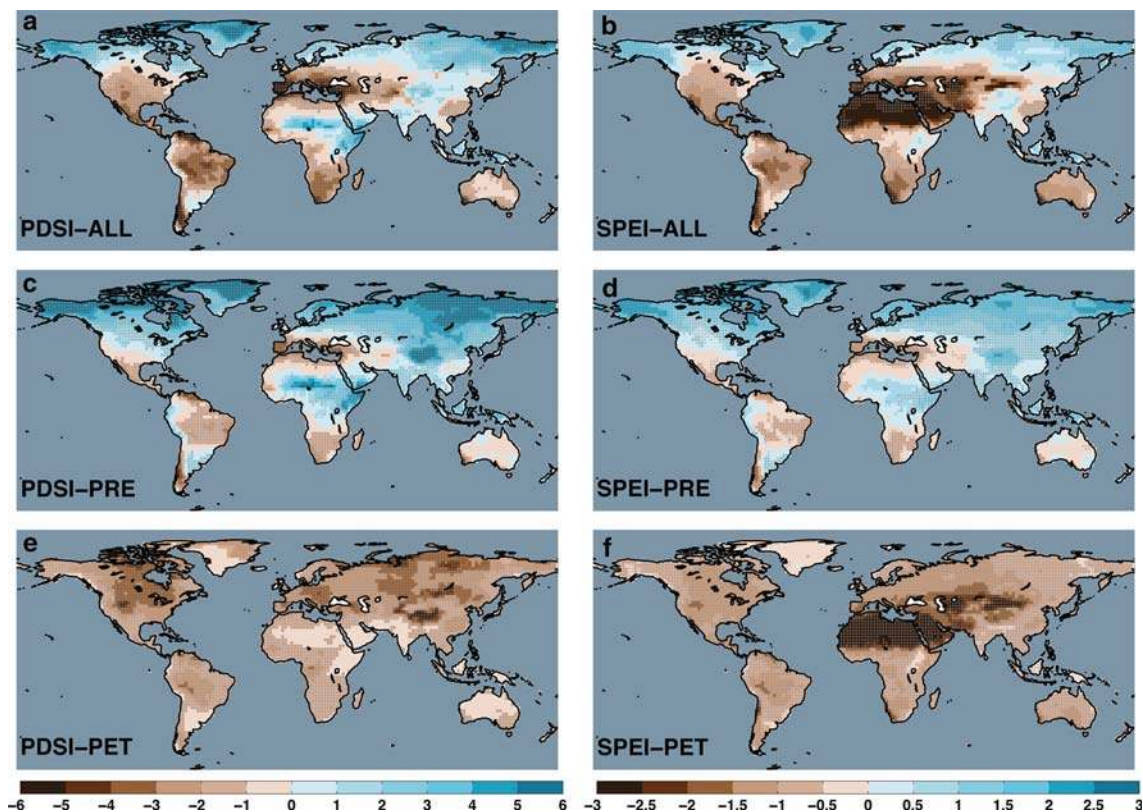 a
b
PDSI–ALL
SPEI–ALL
c
d
PDSI–PRE
SPEI–PRE
e
f
PDSI–PET
SPEI–PET
–6 –5 –4 –3 –2 –1 0 1 2 3 4 5 6
–3 –2.5 –2 –1.5 –1 –0.5 0 0.5 1 1.5 2 2.5 3